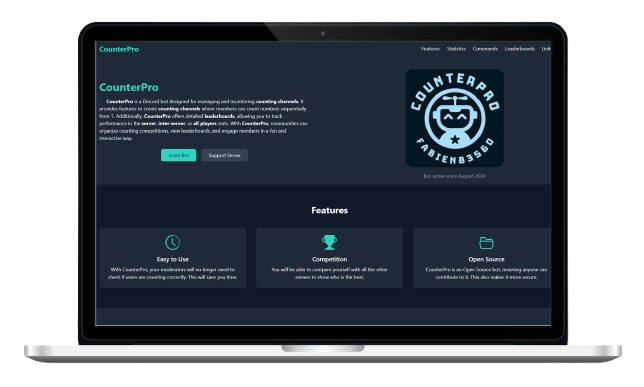 CounterPro
Features Statistics Commands Leaderboards Link
CounterPro
CounterPro is a Discord bot designed for managing and monitoring counting channels. It
provides features to create counting channels where members can count numbers sequentially
from 1. Additionally, CounterPro offers detailed leaderboards, allowing you to track
performance in the server, inter-server, or all players stats. With CounterPro, communities can
organize counting competitions, view leaderboards, and engage members in a fun and
interactive way.
Invite Bot Support Server
COUNTERPRO
FABIENB3560
Bot active since August 2024
Features
Easy to Use
With CounterPro, your moderators will no longer need to
check if users are counting correctly. This will save you time.
Competition
You will be able to compare yourself with all the other
servers to show who is the best.
Open Source
CounterPro is an Open Source bot, meaning anyone can
contribute to it. This also makes it more secure.